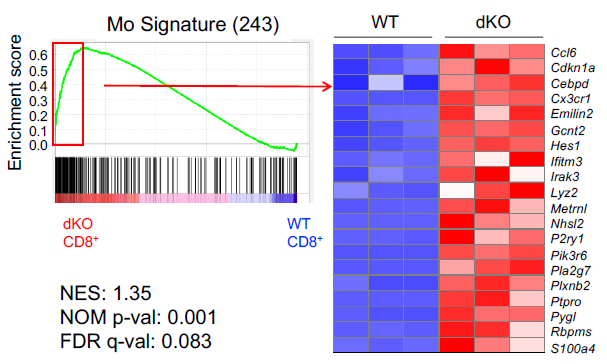 Mo Signature (243)
Enrichment score
0.6
0.5
0.4
0.3
0.2
0.1
0.0
dKO
CD8⁺
WT
CD8⁺
NES: 1.35
NOM p-val: 0.001
FDR q-val: 0.083
WT
dKO
Ccl6
Cdkn1a
Cebpd
Cx3cr1
Emilin2
Gcnt2
Hes1
Ifitm3
Irak3
Lyz2
Metrnl
Nhsl2
P2ry1
Pik3r6
Pla2g7
Plxnb2
Ptpro
Pygl
Rbpms
S100a4